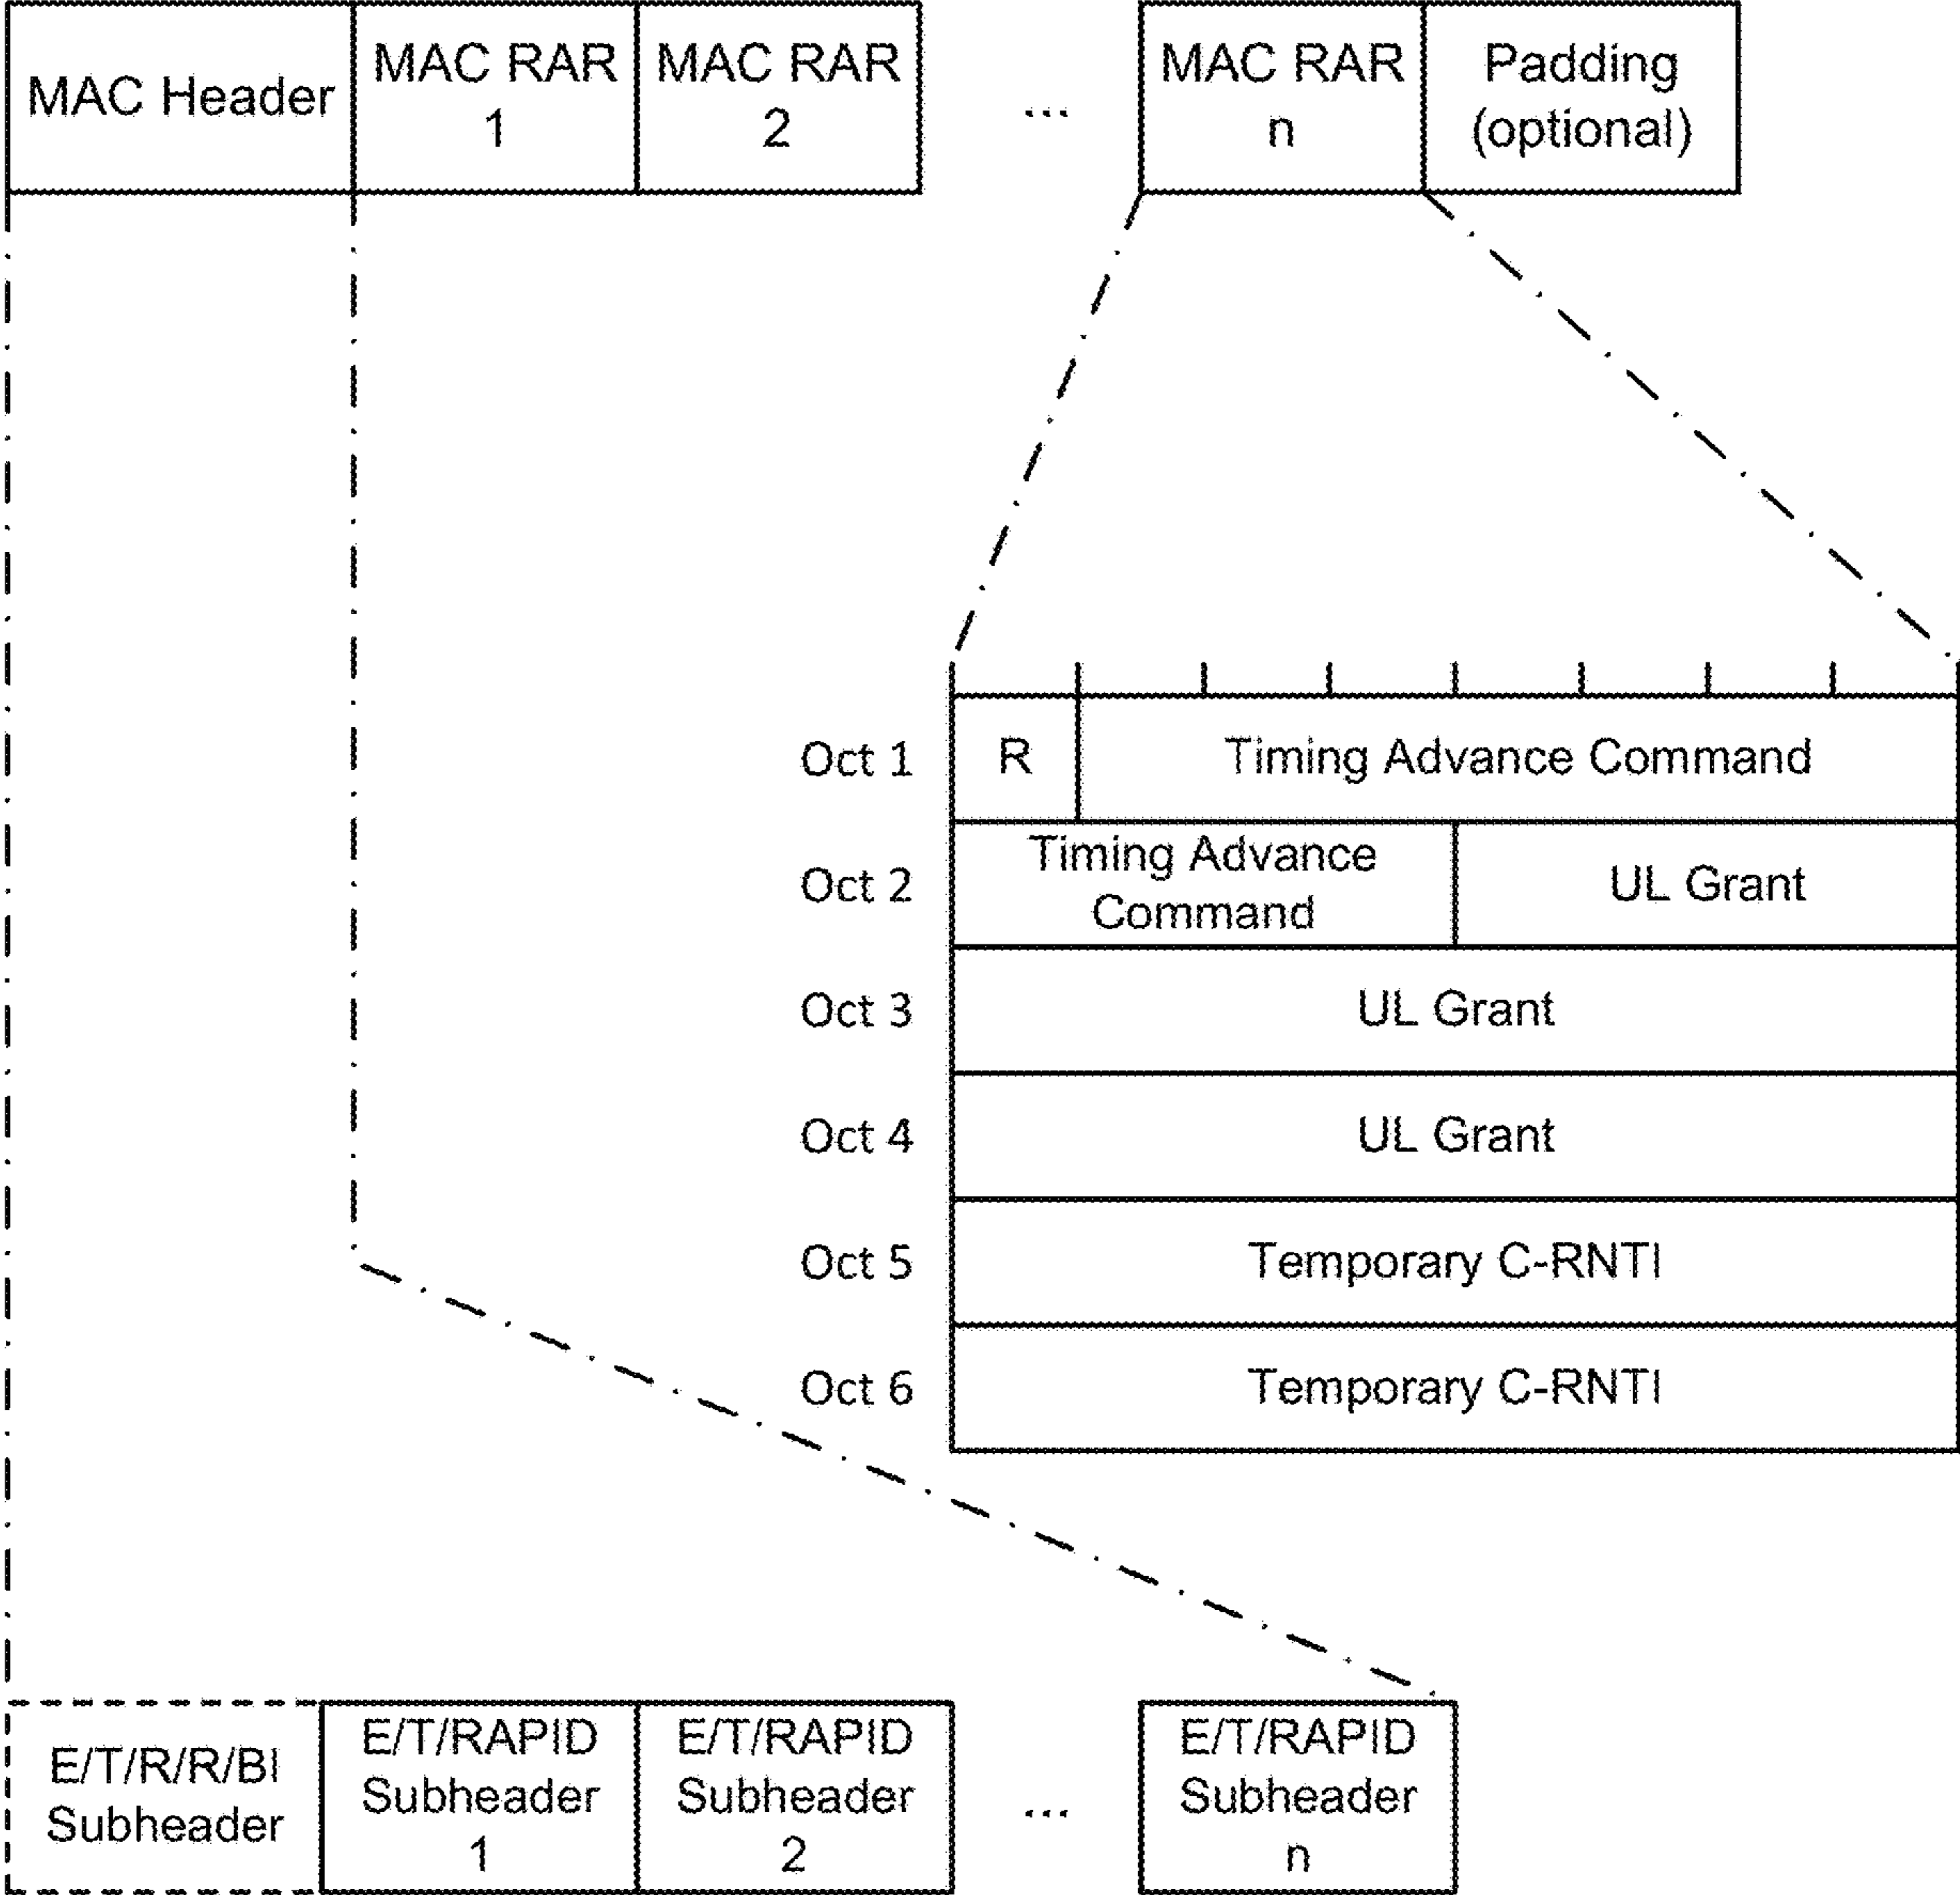 MAC Header
MAC RAR
1
MAC RAR
2
...
MAC RAR
n
Padding
(optional)
Oct 1
R
Timing Advance Command
Oct 2
Timing Advance
Command
UL Grant
Oct 3
UL Grant
Oct 4
UL Grant
Oct 5
Temporary C-RNTI
Oct 6
Temporary C-RNTI
E/T/R/R/BI
Subheader
E/T/RAPID
Subheader
1
E/T/RAPID
Subheader
2
...
E/T/RAPID
Subheader
n